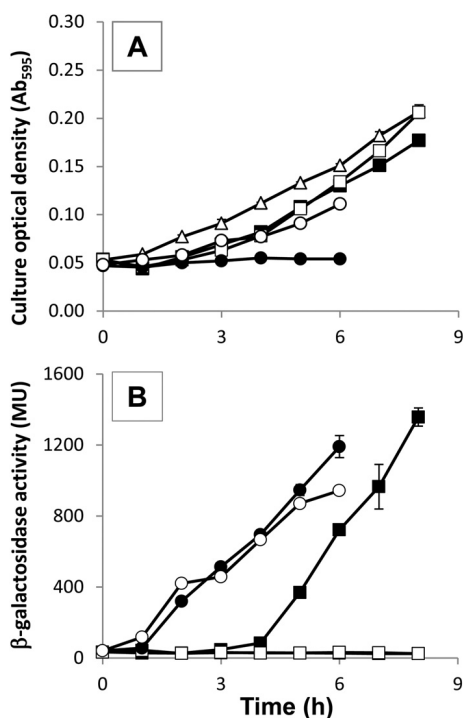 A
Culture optical density (Ab595)
0.30
0.25
0.20
0.15
0.10
0.05
0.00
0 3 6 9
B
β-galactosidase activity (MU)
1600
1200
800
400
0
0 3 6 9
Time (h)